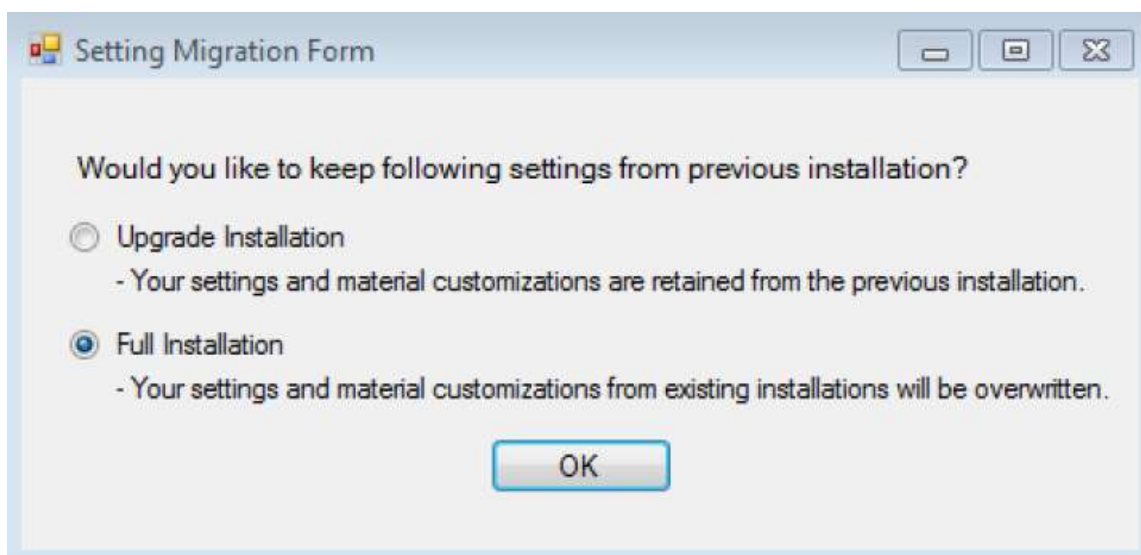 Setting Migration Form
Would you like to keep following settings from previous installation?
Upgrade Installation
- Your settings and material customizations are retained from the previous installation.
Full Installation
- Your settings and material customizations from existing installations will be overwritten.
OK